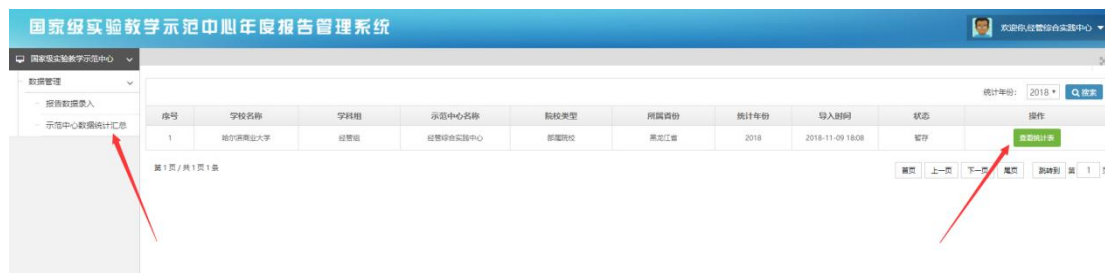 国家级实验教学示范中心年度报告管理系统
欢迎你,经管综合实践中心
国家级实验教学示范中心
数据管理
报告数据录入
示范中心数据统计汇总
统计年份: 2018 搜索
序号 学校名称 学科组 示范中心名称 院校类型 所属省份 统计年份 导入时间 状态 操作
1 哈尔滨商业大学 经管组 经管综合实践中心 部属院校 黑龙江省 2018 2018-11-09 18:08 暂存 查看统计表
第1页/共1页1条
首页 上一页 下一页 尾页 跳转到 第 1